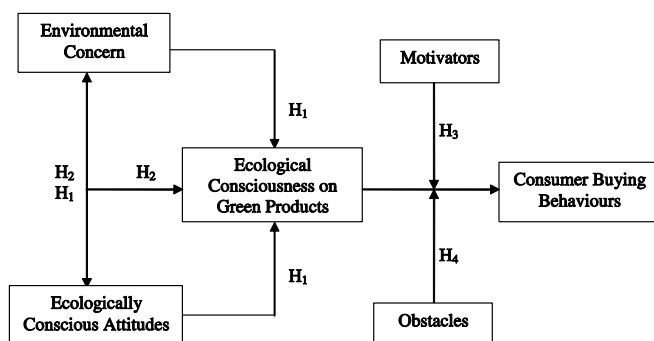 Environmental
Concern
Motivators
H₁
H₃
Ecological
Consciousness on
Green Products
H₂
H₂
H₁
Consumer Buying
Behaviours
H₁
H₄
Ecologically
Conscious Attitudes
Obstacles